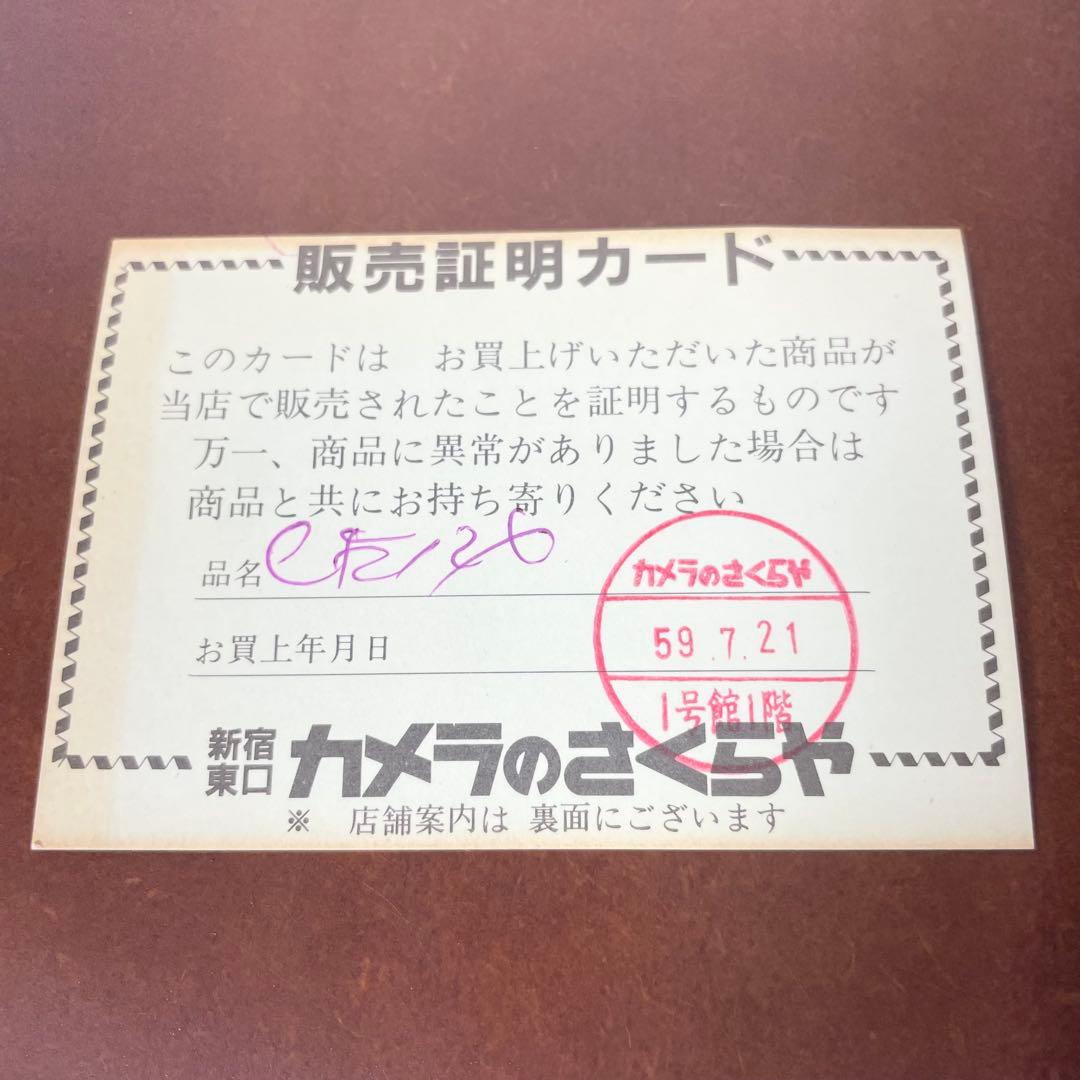 販売証明カード
このカードは お買上げいただいた商品が
当店で販売されたことを証明するものです
万一、商品に異常がありました場合は
商品と共にお持ち寄りください
品名
お買上年月日
カメラのさくらや
59.7.21
1号館1階
新宿東口 カメラのさくらや
※ 店舗案内は 裏面にございます